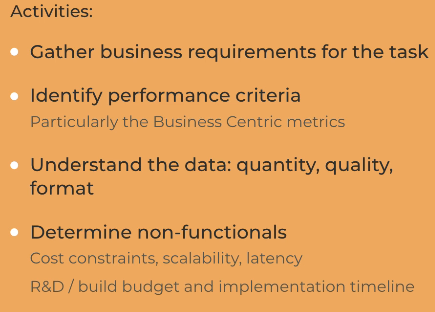 Activities:
Gather business requirements for the task
Identify performance criteria
Particularly the Business Centric metrics
Understand the data: quantity, quality,
format
Determine non-functionals
Cost constraints, scalability, latency
R&D / build budget and implementation timeline